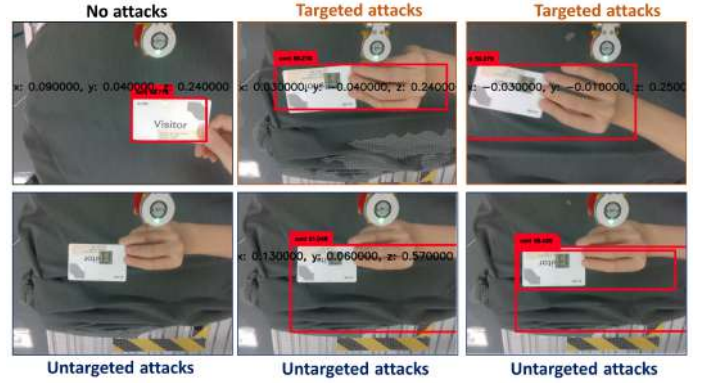 No attacks
Targeted attacks
Targeted attacks
x: 0.090000, y: 0.040000, z: 0.240000
Visitor
x: 0.030000, y: -0.040000, z: 0.24000
x: -0.030000, y: -0.010000, z: 0.2500
x: 0.130000, y: 0.060000, z: 0.570000
Untargeted attacks
Untargeted attacks
Untargeted attacks